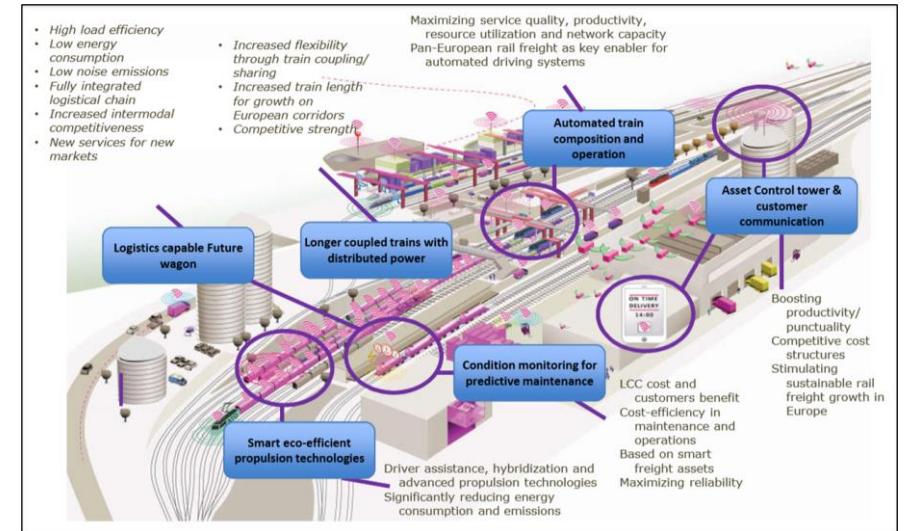 • High load efficiency
• Low energy
consumption
• Low noise emissions
• Fully integrated
logistical chain
• Increased intermodal
competitiveness
• New services for new
markets
• Increased flexibility
through train coupling/
sharing
• Increased train length
for growth on
European corridors
• Competitive strength
Maximizing service quality, productivity,
resource utilization and network capacity
Pan-European rail freight as key enabler for
automated driving systems
Automated train
composition and
operation
Asset Control tower &
customer
communication
Logistics capable Future
wagon
Longer coupled trains with
distributed power
ON TIME
DELIVERY
14:00
Boosting
productivity/
punctuality
Competitive cost
structures
Stimulating
sustainable rail
freight growth in
Europe
Condition monitoring for
predictive maintenance
LCC cost and
customers benefit
Cost-efficiency in
maintenance and
operations
Based on smart
freight assets
Maximizing reliability
Smart eco-efficient
propulsion technologies
Driver assistance, hybridization and
advanced propulsion technologies
Significantly reducing energy
consumption and emissions